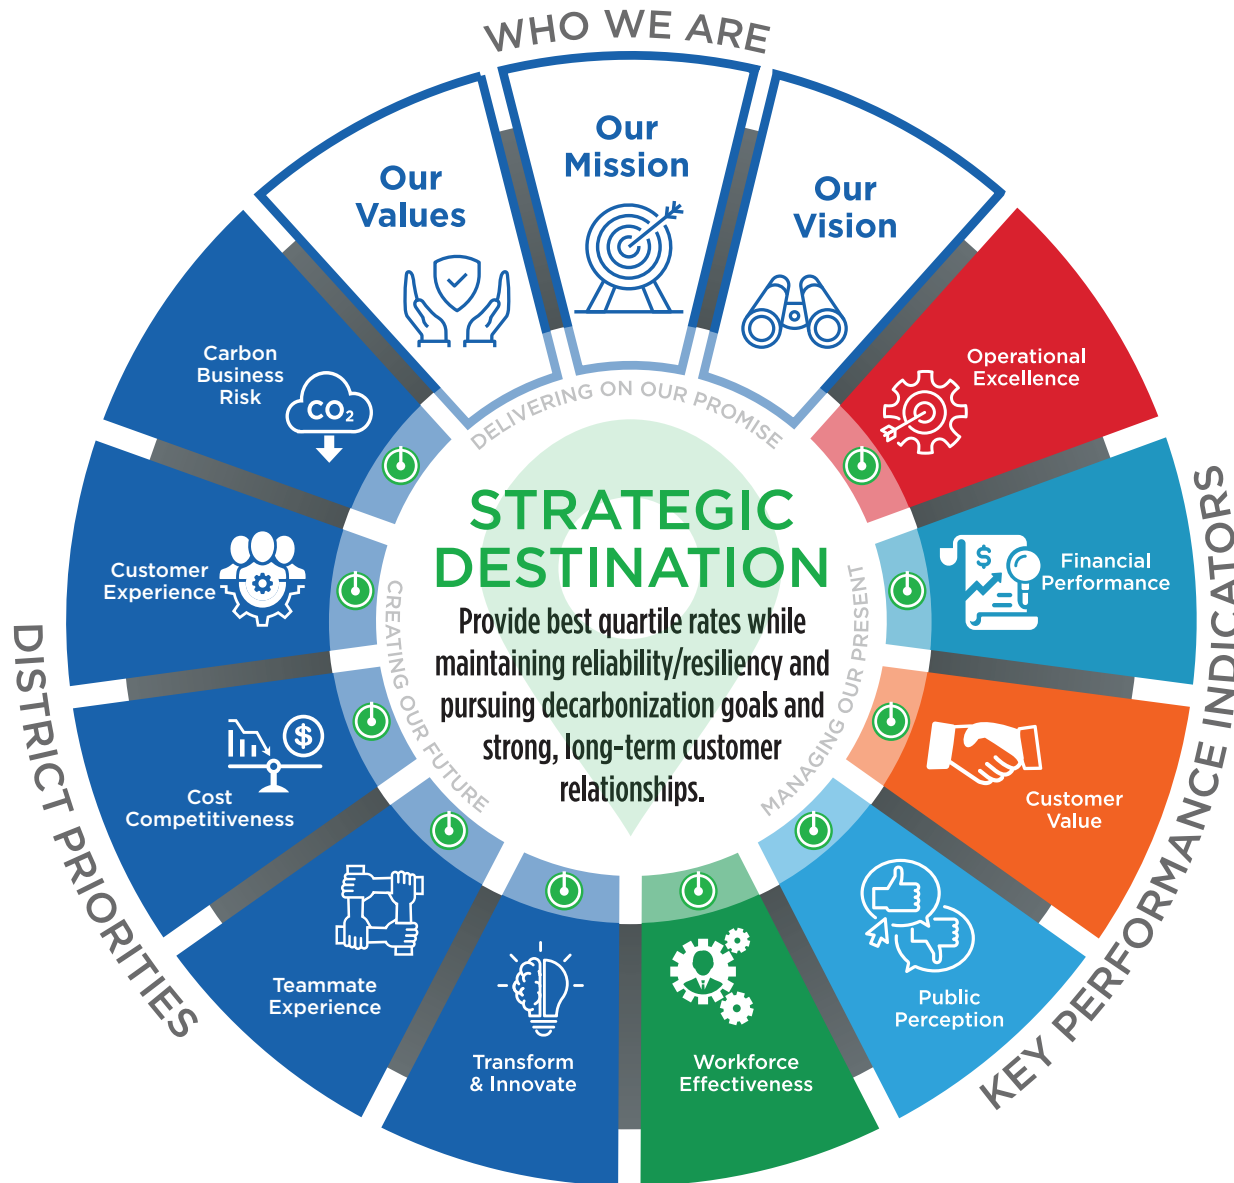 WHO WE ARE
Our
Values
Our
Mission
Our
Vision
DELIVERING ON OUR PROMISE
STRATEGIC
DESTINATION
Provide best quartile rates while
maintaining reliability/resiliency and
pursuing decarbonization goals and
strong, long-term customer
relationships.
KEY PERFORMANCE INDICATORS
MANAGING OUR PRESENT
Operational
Excellence
Financial
Performance
$
Customer
Value
Public
Perception
Workforce
Effectiveness
DISTRICT PRIORITIES
CREATING OUR FUTURE
Carbon
Business
Risk
CO₂
Customer
Experience
Cost
Competitiveness
$
Teammate
Experience
Transform
& Innovate